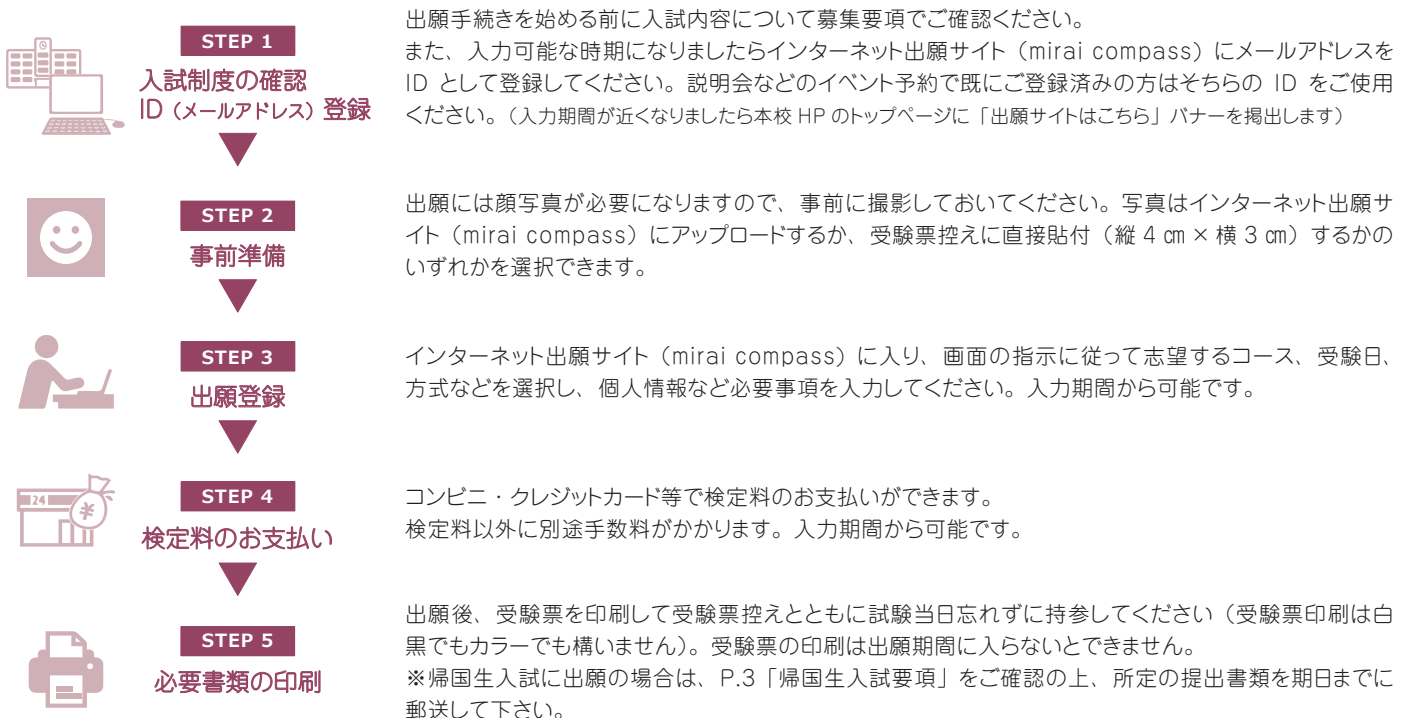 STEP 1
入試制度の確認
ID（メールアドレス）登録
出願手続きを始める前に入試内容について募集要項でご確認ください。
また、入力可能な時期になりましたらインターネット出願サイト（mirai compass）にメールアドレスを
ID として登録してください。説明会などのイベント予約で既にご登録済みの方はそちらの ID をご使用
ください。（入力期間が近くなりましたら本校 HP のトップページに「出願サイトはこちら」バナーを掲出します）
STEP 2
事前準備
出願には顔写真が必要になりますので、事前に撮影しておいてください。写真はインターネット出願サ
イト（mirai compass）にアップロードするか、受験票控えに直接貼付（縦 4 ㎝ × 横 3 ㎝）するかの
いずれかを選択できます。
STEP 3
出願登録
インターネット出願サイト（mirai compass）に入り、画面の指示に従って志望するコース、受験日、
方式などを選択し、個人情報など必要事項を入力してください。入力期間から可能です。
24
¥
STEP 4
検定料のお支払い
コンビニ・クレジットカード等で検定料のお支払いができます。
検定料以外に別途手数料がかかります。入力期間から可能です。
STEP 5
必要書類の印刷
出願後、受験票を印刷して受験票控えとともに試験当日忘れずに持参してください（受験票印刷は白
黒でもカラーでも構いません）。受験票の印刷は出願期間に入らないとできません。
※帰国生入試に出願の場合は、P.3「帰国生入試要項」をご確認の上、所定の提出書類を期日までに
郵送して下さい。